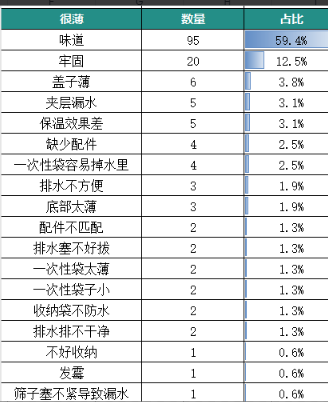 很薄 数量 占比
味道 95 59.4%
牢固 20 12.5%
盖子薄 6 3.8%
夹层漏水 5 3.1%
保温效果差 5 3.1%
缺少配件 4 2.5%
一次性袋容易掉水里 4 2.5%
排水不方便 3 1.9%
底部太薄 3 1.9%
配件不匹配 2 1.3%
排水塞不好拔 2 1.3%
一次性袋太薄 2 1.3%
一次性袋子小 2 1.3%
收纳袋不防水 2 1.3%
排水排不干净 2 1.3%
不好收纳 1 0.6%
发霉 1 0.6%
筛子塞不紧导致漏水 1 0.6%